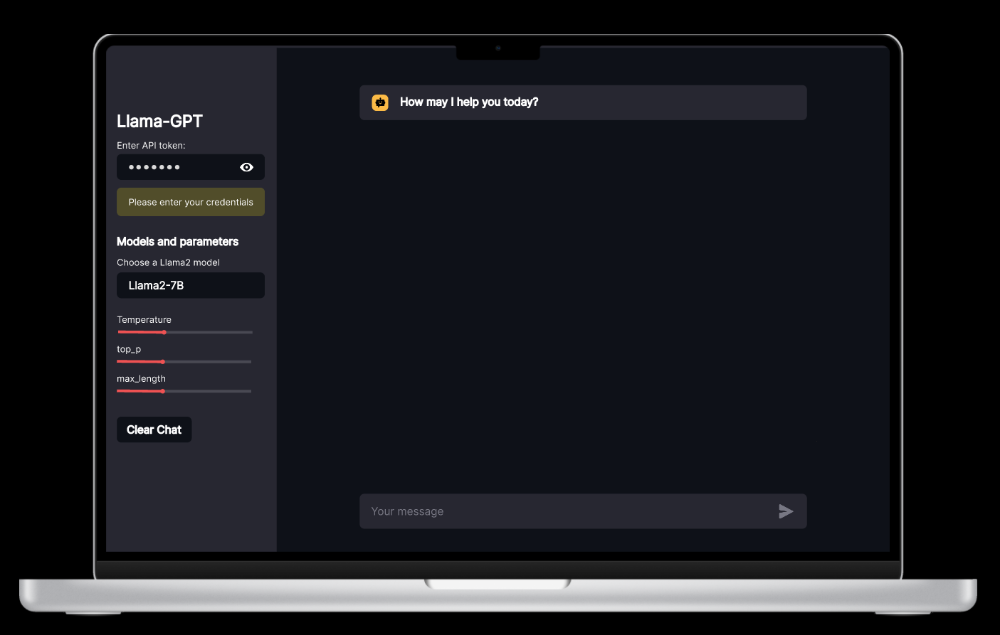 Llama-GPT
Enter API token:
•••••••
Please enter your credentials
Models and parameters
Choose a Llama2 model
Llama2-7B
Temperature
top_p
max_length
Clear Chat
How may I help you today?
Your message